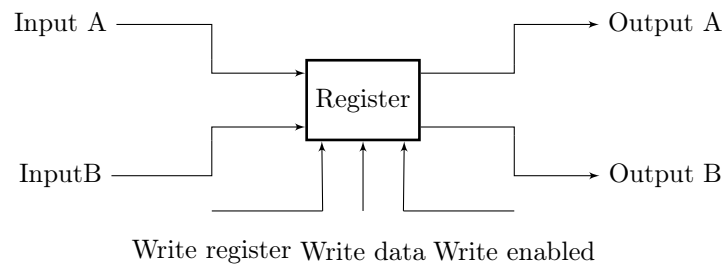 Input A
Output A
Register
InputB
Output B
Write register
Write data
Write enabled